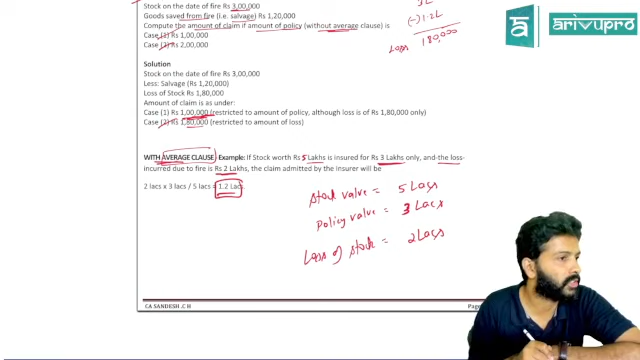 Stock on the date of fire Rs 3,00,000
Goods saved from fire (i.e. salvage) Rs 1,20,000
Compute the amount of claim if amount of policy (without average clause) is
Case (1) Rs 1,00,000
Case (2) Rs 2,00,000
(-) 1.2L
Loss 180,000
arivupro
Solution
Stock on the date of fire Rs 3,00,000
Less: Salvage (Rs 1,20,000)
Loss of Stock Rs 1,80,000
Amount of claim is as under:
Case (1) Rs 1,00,000 (restricted to amount of policy, although loss is of Rs 1,80,000 only)
Case (2) Rs 1,80,000 (restricted to amount of loss)
WITH AVERAGE CLAUSE: Example: If Stock worth Rs 5 Lakhs is insured for Rs 3 Lakhs only, and the loss
incurred due to fire is Rs 2 Lakhs, the claim admitted by the insurer will be
2 lacs x 3 lacs / 5 lacs = 1.2 Lacs.
Stock value = 5 Lacs
Policy value = 3 Lacs
Loss of stock = 2 Lacs
CA SANDESH .C H